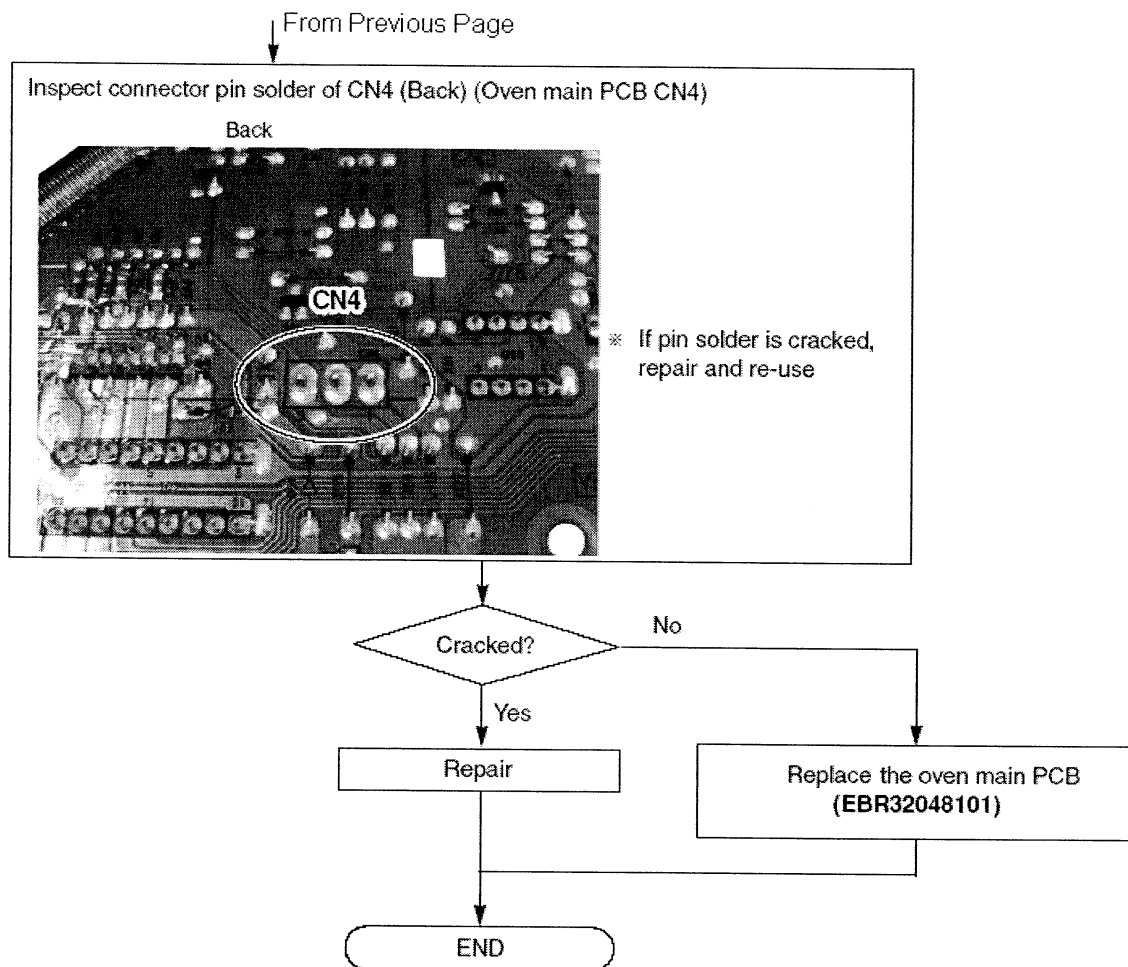 From Previous Page
Inspect connector pin solder of CN4 (Back) (Oven main PCB CN4)
Back
CN4
※ If pin solder is cracked,
repair and re-use
Cracked?
No
Yes
Repair
Replace the oven main PCB
(EBR32048101)
END